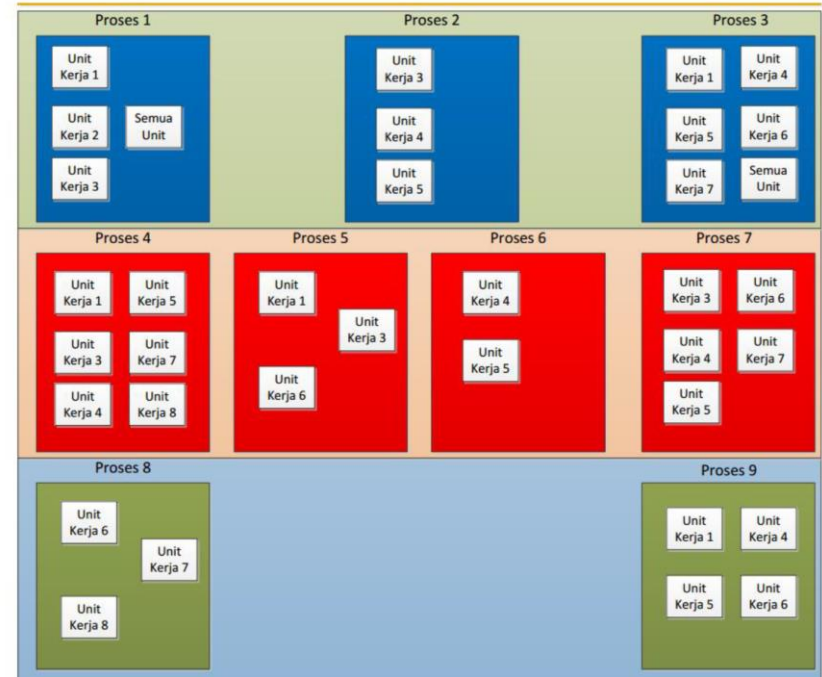 Proses 1
Unit
Kerja 1
Unit
Kerja 2
Semua
Unit
Unit
Kerja 3
Proses 2
Unit
Kerja 3
Unit
Kerja 4
Unit
Kerja 5
Proses 3
Unit
Kerja 1
Unit
Kerja 4
Unit
Kerja 5
Unit
Kerja 6
Unit
Kerja 7
Semua
Unit
Proses 4
Unit
Kerja 1
Unit
Kerja 5
Unit
Kerja 3
Unit
Kerja 7
Unit
Kerja 4
Unit
Kerja 8
Proses 5
Unit
Kerja 1
Unit
Kerja 3
Unit
Kerja 6
Proses 6
Unit
Kerja 4
Unit
Kerja 5
Proses 7
Unit
Kerja 3
Unit
Kerja 6
Unit
Kerja 4
Unit
Kerja 7
Unit
Kerja 5
Proses 8
Unit
Kerja 6
Unit
Kerja 7
Unit
Kerja 8
Proses 9
Unit
Kerja 1
Unit
Kerja 4
Unit
Kerja 5
Unit
Kerja 6